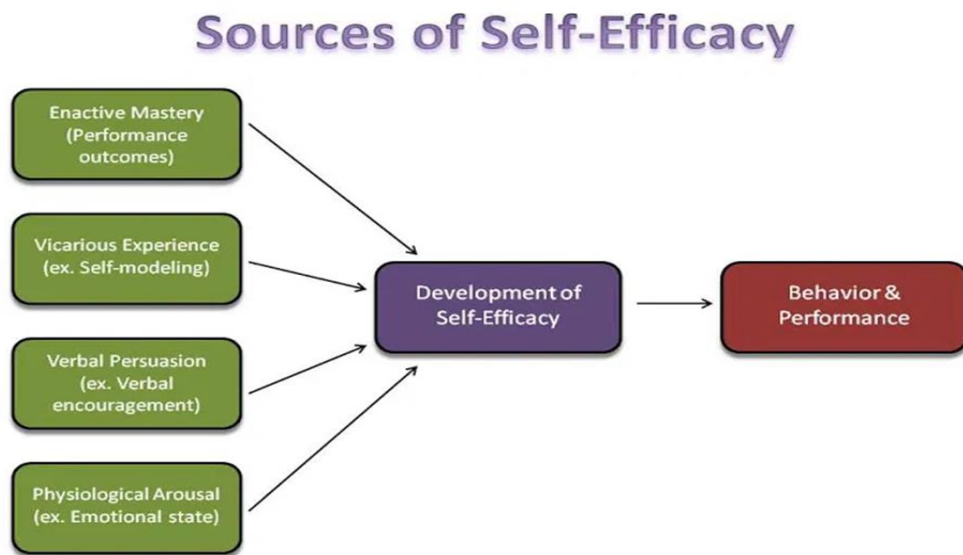 Sources of Self-Efficacy
Enactive Mastery
(Performance
outcomes)
Vicarious Experience
(ex. Self-modeling)
Verbal Persuasion
(ex. Verbal
encouragement)
Physiological Arousal
(ex. Emotional state)
Development of
Self-Efficacy
Behavior &
Performance